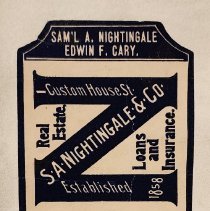 SAM'L A. NIGHTINGALE
EDWIN F. CARY.
1 Custom House St.
Real
Estate.
S. A. NIGHTINGALE & CO.
Loans
and
Insurance.
Established
1858